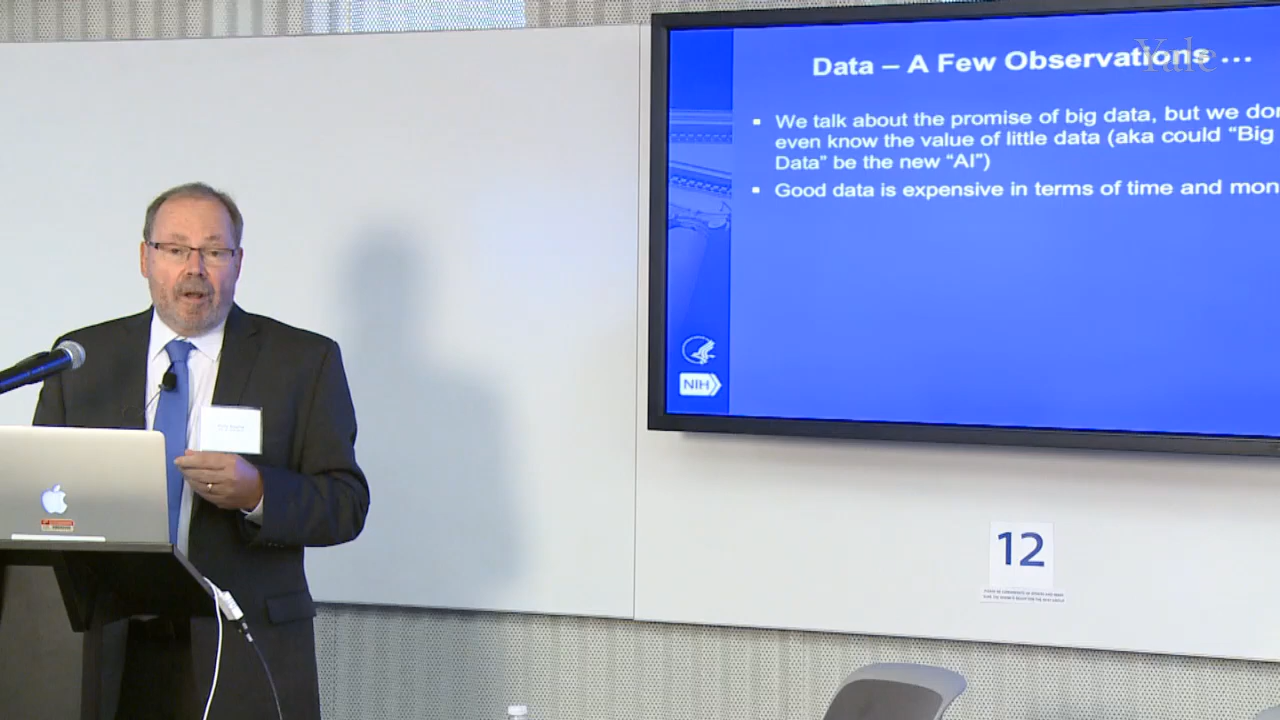 Data – A Few Observations ...
Yale
▪ We talk about the promise of big data, but we don
even know the value of little data (aka could “Big
Data” be the new “AI”)
▪ Good data is expensive in terms of time and mon
NIH
12